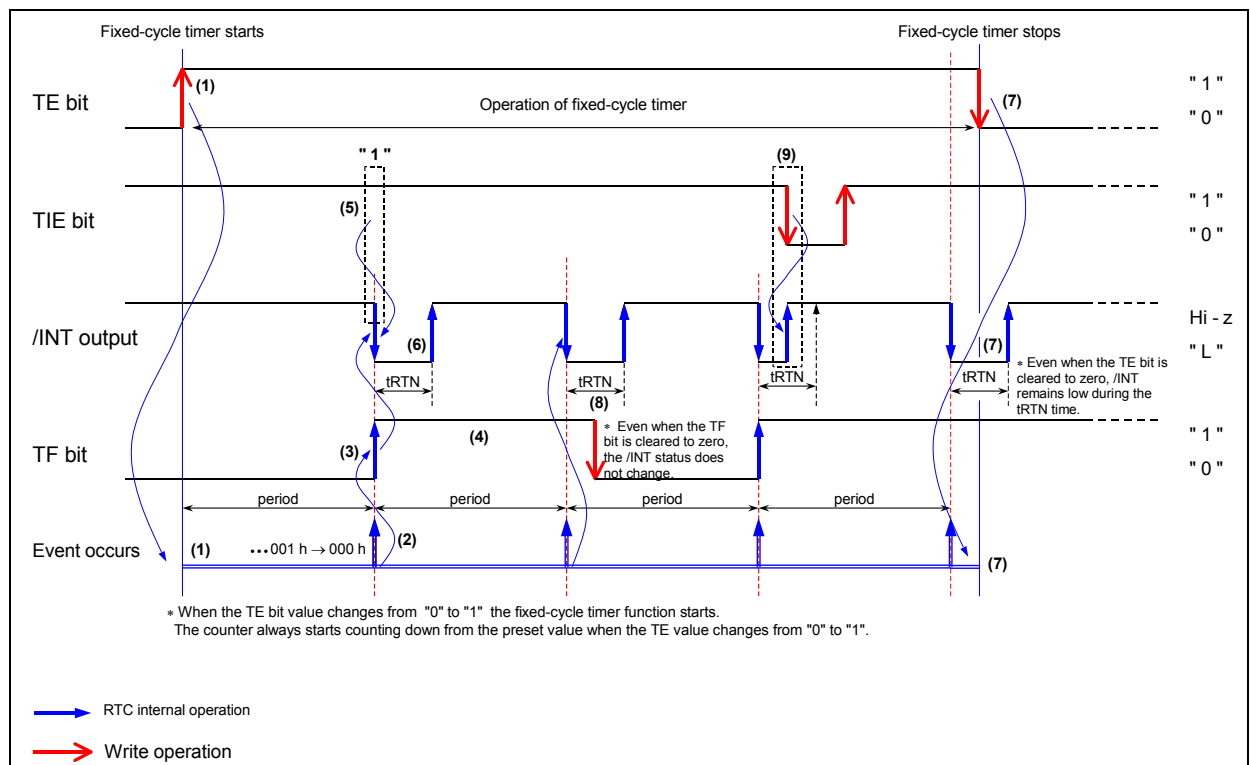 Fixed-cycle timer starts
Fixed-cycle timer stops
TE bit
(1)
Operation of fixed-cycle timer
(7)
" 1 "
" 0 "
" 1 "
(9)
TIE bit
(5)
" 1 "
" 0 "
/INT output
(6)
(7)
Hi - z
" L "
tRTN
tRTN
tRTN
tRTN
* Even when the TE bit is
cleared to zero, /INT
remains low during the
tRTN time.
(8)
TF bit
(3)
(4)
* Even when the TF
bit is cleared to zero,
the /INT status does
not change.
" 1 "
" 0 "
period
period
period
period
Event occurs
(1)
•••001 h → 000 h
(2)
(7)
* When the TE bit value changes from "0" to "1" the fixed-cycle timer function starts.
The counter always starts counting down from the preset value when the TE value changes from "0" to "1".
RTC internal operation
Write operation